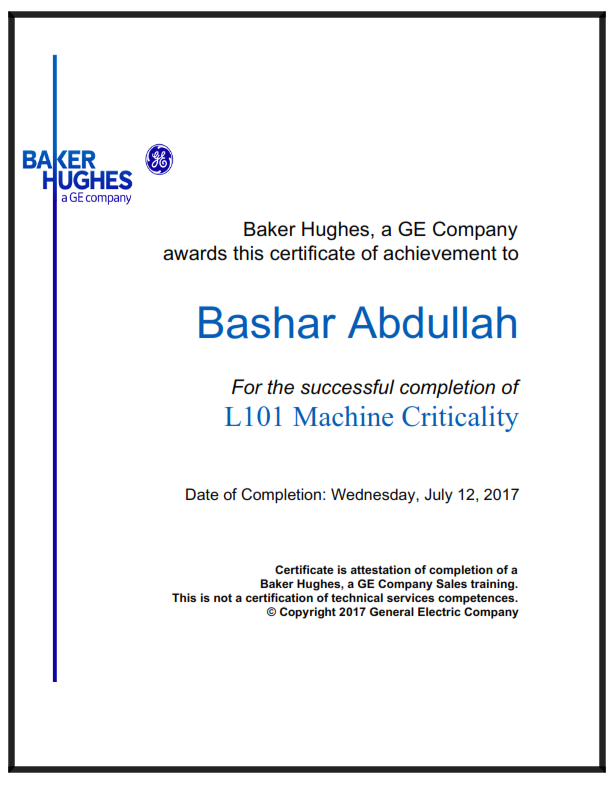 BAKER
HUGHES
a GE company
GE
Baker Hughes, a GE Company
awards this certificate of achievement to
Bashar Abdullah
For the successful completion of
L101 Machine Criticality
Date of Completion: Wednesday, July 12, 2017
Certificate is attestation of completion of a
Baker Hughes, a GE Company Sales training.
This is not a certification of technical services competences.
© Copyright 2017 General Electric Company